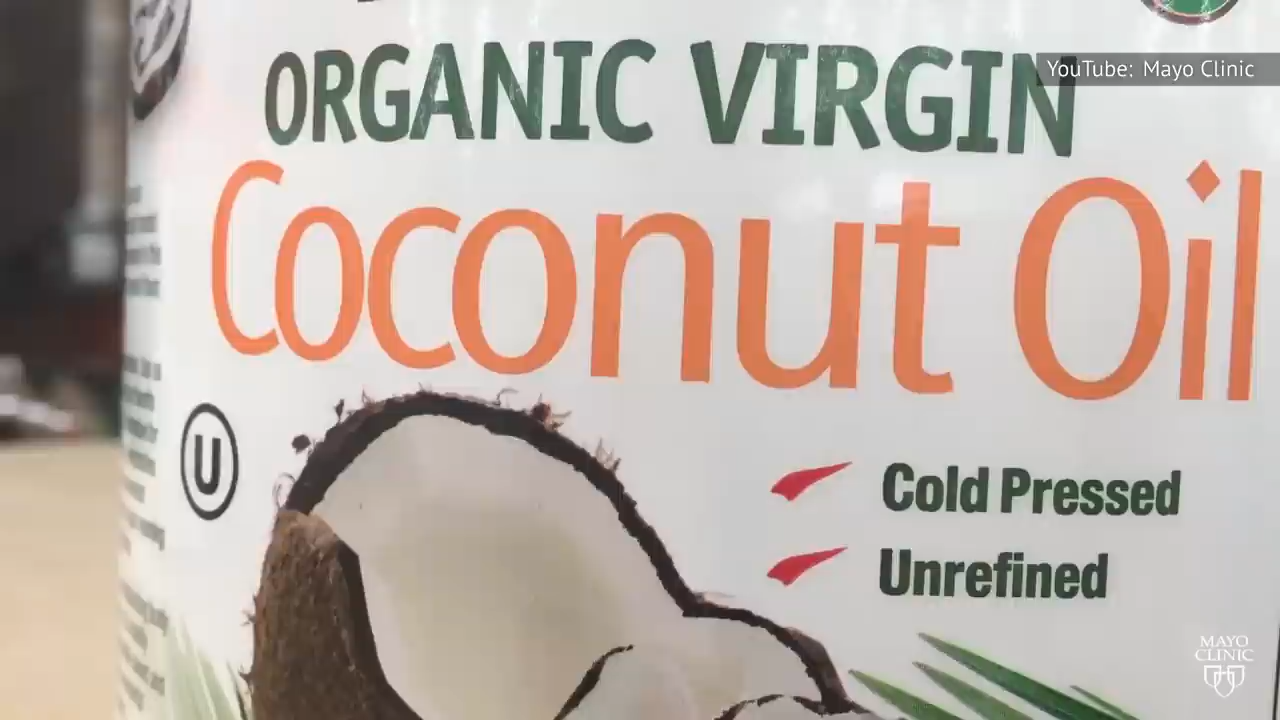 YouTube: Mayo Clinic
ORGANIC VIRGIN
Coconut Oil
U
Cold Pressed
Unrefined
MAYO
CLINIC